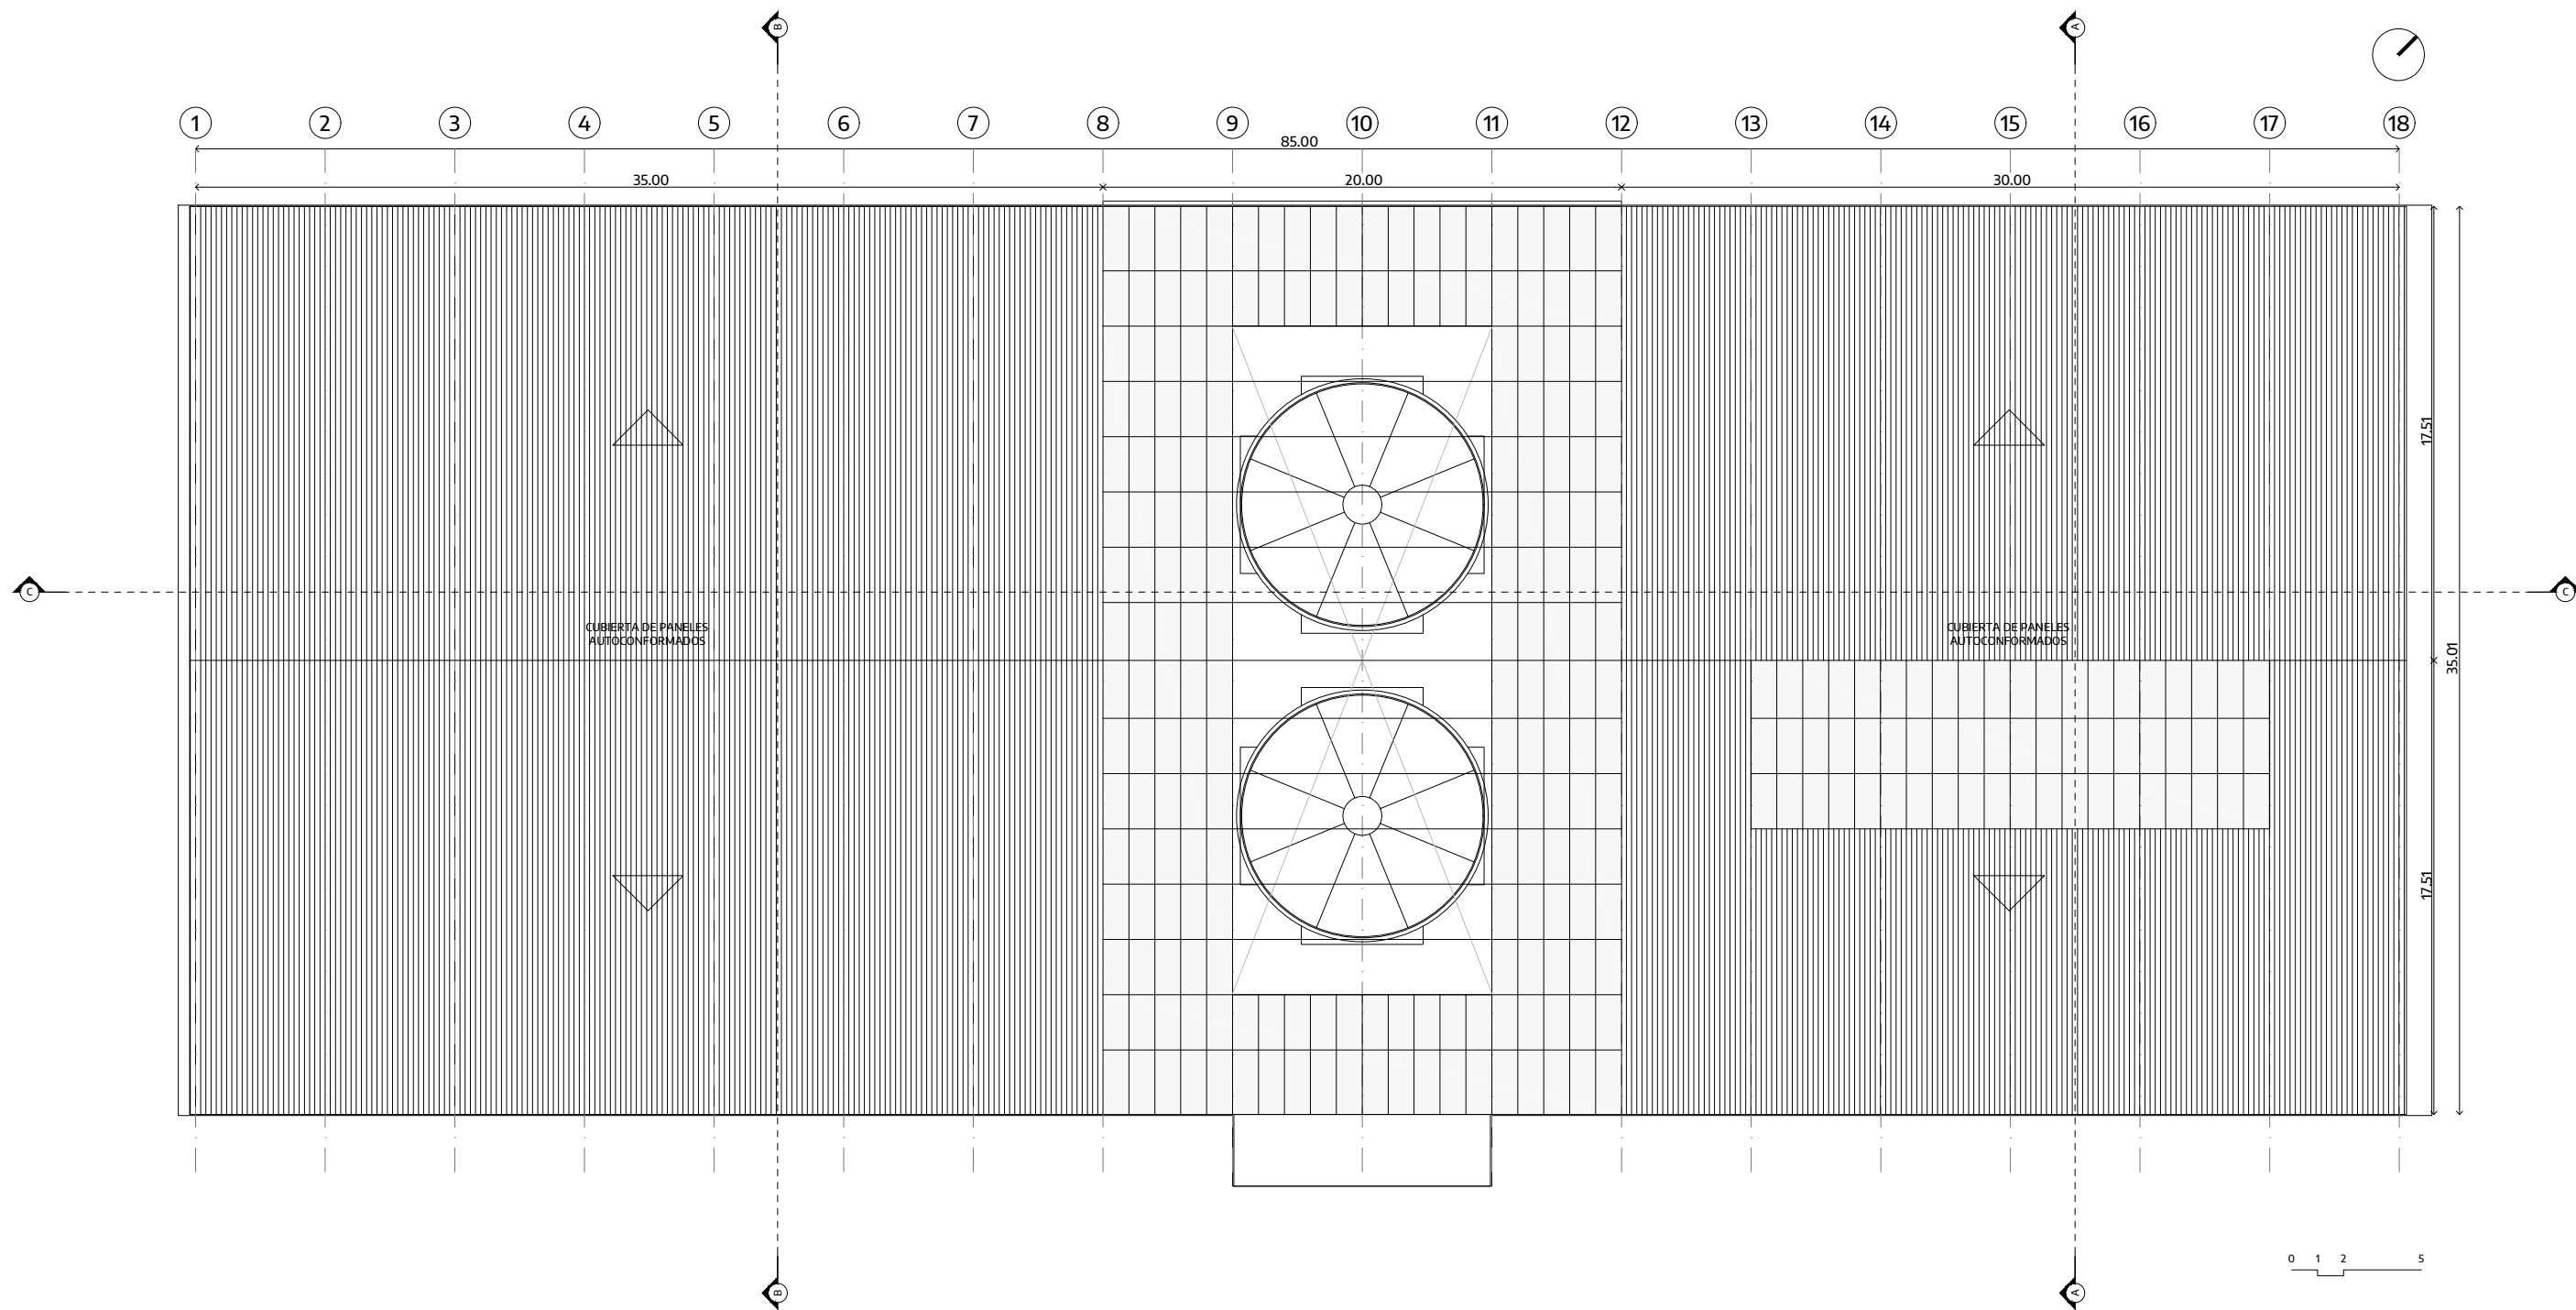 B
A
1 2 3 4 5 6 7 8 9 10 11 12 13 14 15 16 17 18
85.00
35.00 20.00 30.00
17.51
C
C
CUBIERTA DE PANELES
AUTOCONFORMADOS
CUBIERTA DE PANELES
AUTOCONFORMADOS
35.01
17.51
0 1 2 5
B
A